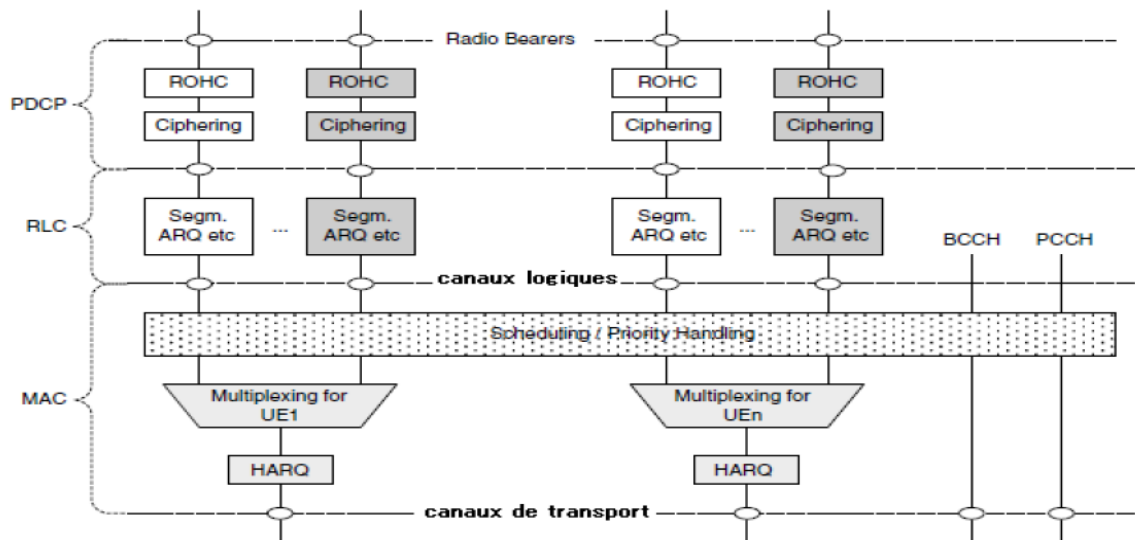 Radio Bearers
ROHC ROHC ROHC ROHC
PDCP
Ciphering Ciphering Ciphering Ciphering
RLC
Segm. Segm. Segm. Segm.
ARQ etc ... ARQ etc ARQ etc ... ARQ etc
BCCH PCCH
canaux logiques
Scheduling / Priority Handling
MAC
Multiplexing for Multiplexing for
UE1 UEn
HARQ HARQ
canaux de transport